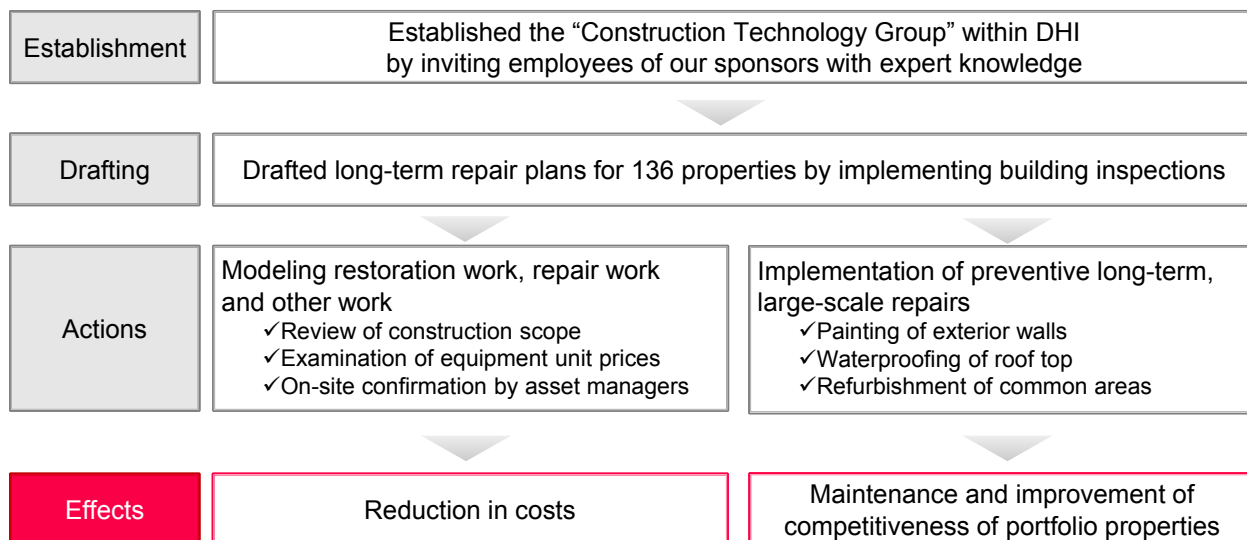 Establishment
Established the “Construction Technology Group” within DHI
by inviting employees of our sponsors with expert knowledge
Drafting
Drafted long-term repair plans for 136 properties by implementing building inspections
Actions
Modeling restoration work, repair work
and other work
✓Review of construction scope
✓Examination of equipment unit prices
✓On-site confirmation by asset managers
Implementation of preventive long-term,
large-scale repairs
✓Painting of exterior walls
✓Waterproofing of roof top
✓Refurbishment of common areas
Effects
Reduction in costs
Maintenance and improvement of
competitiveness of portfolio properties